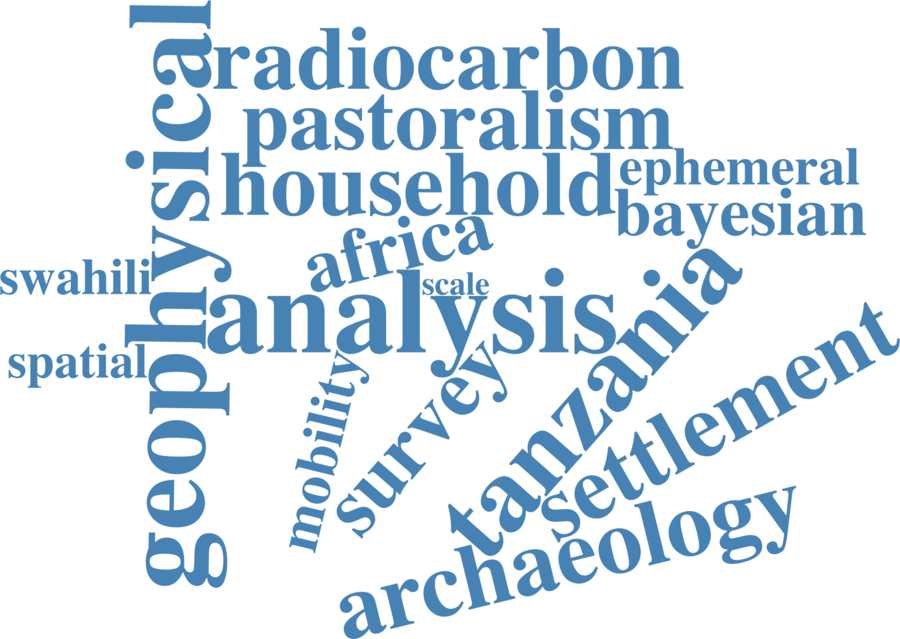 geophysical
radiocarbon
pastoralism
household
ephemeral
bayesian
africa
swahili
scale
analysis
spatial
tanzania
mobility
survey
settlement
archaeology